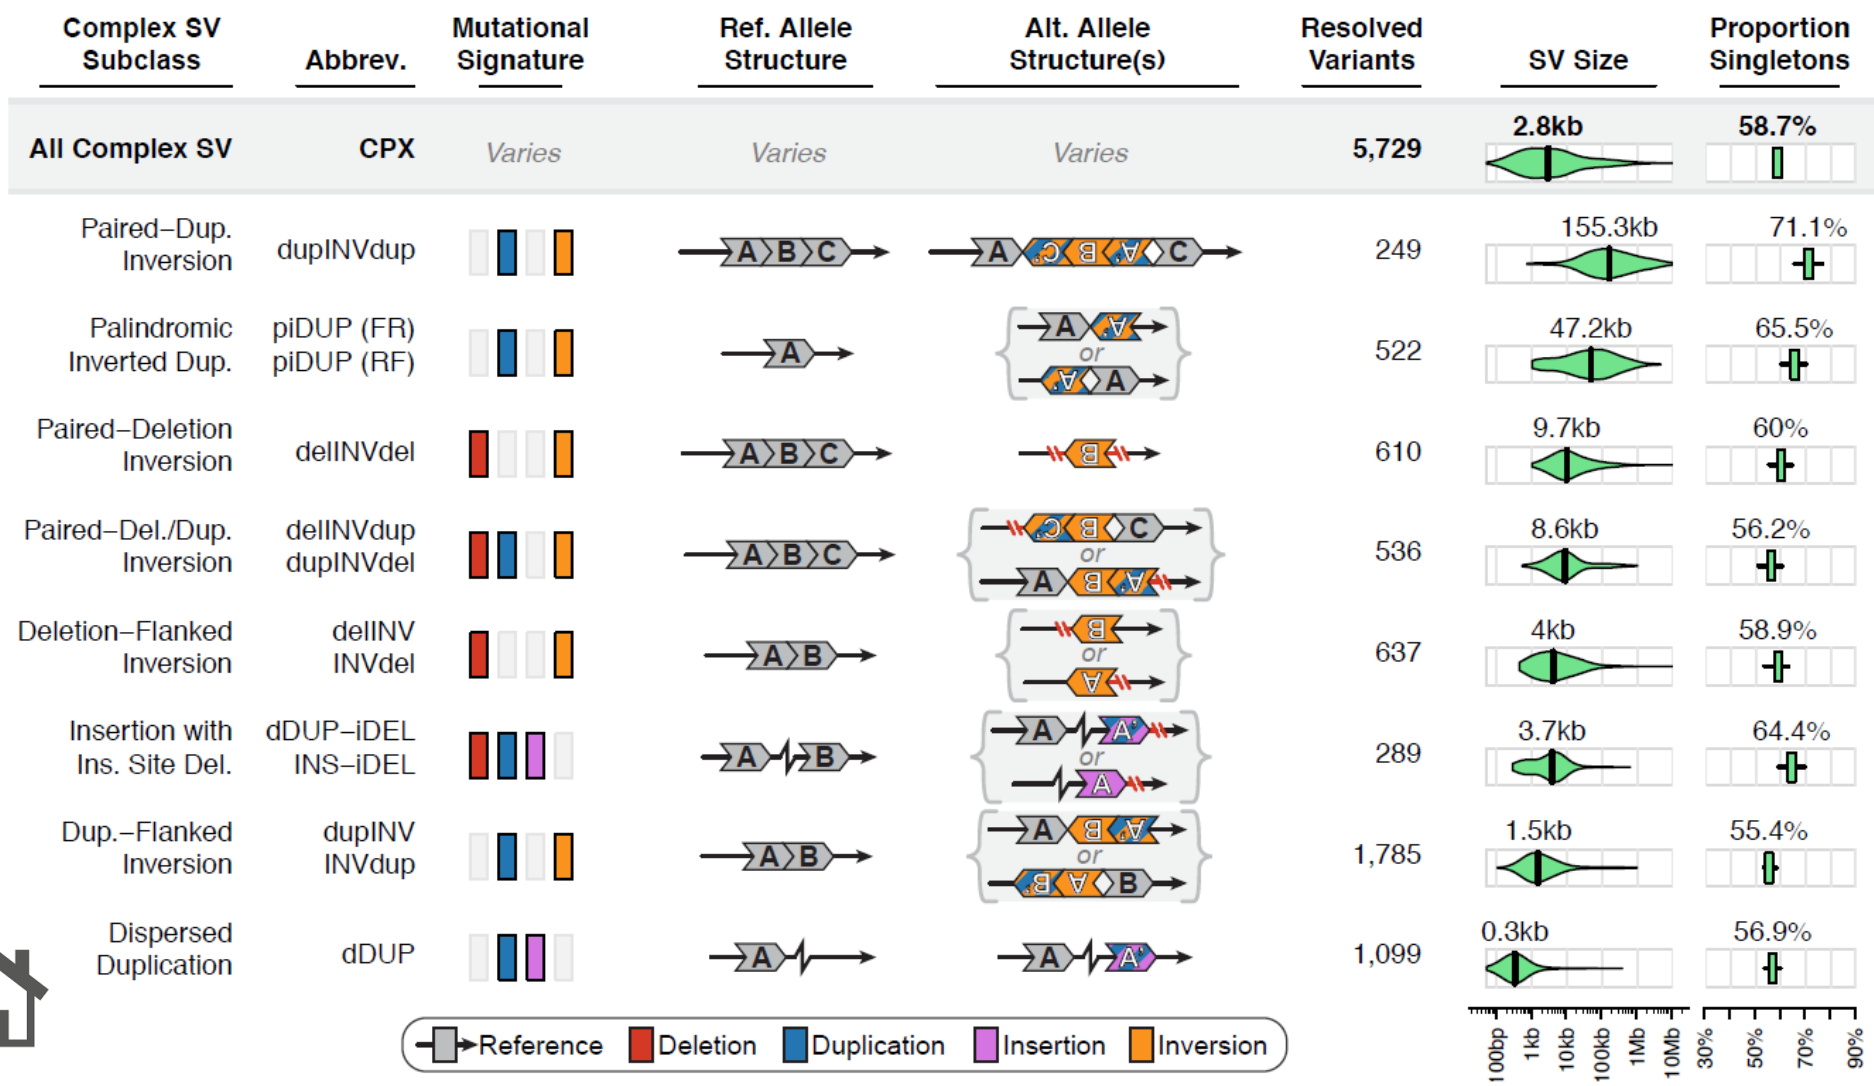 Complex SV Subclass
Abbrev.
Mutational Signature
Ref. Allele Structure
Alt. Allele Structure(s)
Resolved Variants
SV Size
Proportion Singletons
All Complex SV
CPX
Varies
Varies
Varies
5,729
2.8kb
58.7%
Paired−Dup.
Inversion
dupINVdup
A B C
A C' B A' C
249
155.3kb
71.1%
Palindromic
Inverted Dup.
piDUP (FR)
piDUP (RF)
A
A A'
or
A' A
522
47.2kb
65.5%
Paired−Deletion
Inversion
delINVdel
A B C
B
610
9.7kb
60%
Paired−Del./Dup.
Inversion
delINVdup
dupINVdel
A B C
C' B C
or
A B A'
536
8.6kb
56.2%
Deletion−Flanked
Inversion
delINV
INVdel
A B
B
or
A
637
4kb
58.9%
Insertion with
Ins. Site Del.
dDUP−iDEL
INS−iDEL
A B
A A'
or
A
289
3.7kb
64.4%
Dup.−Flanked
Inversion
dupINV
INVdup
A B
A B A'
or
B' A B
1,785
1.5kb
55.4%
Dispersed
Duplication
dDUP
A
A A'
1,099
0.3kb
56.9%
Reference
Deletion
Duplication
Insertion
Inversion
100bp
1kb
10kb
100kb
1Mb
10Mb
30%
50%
70%
90%